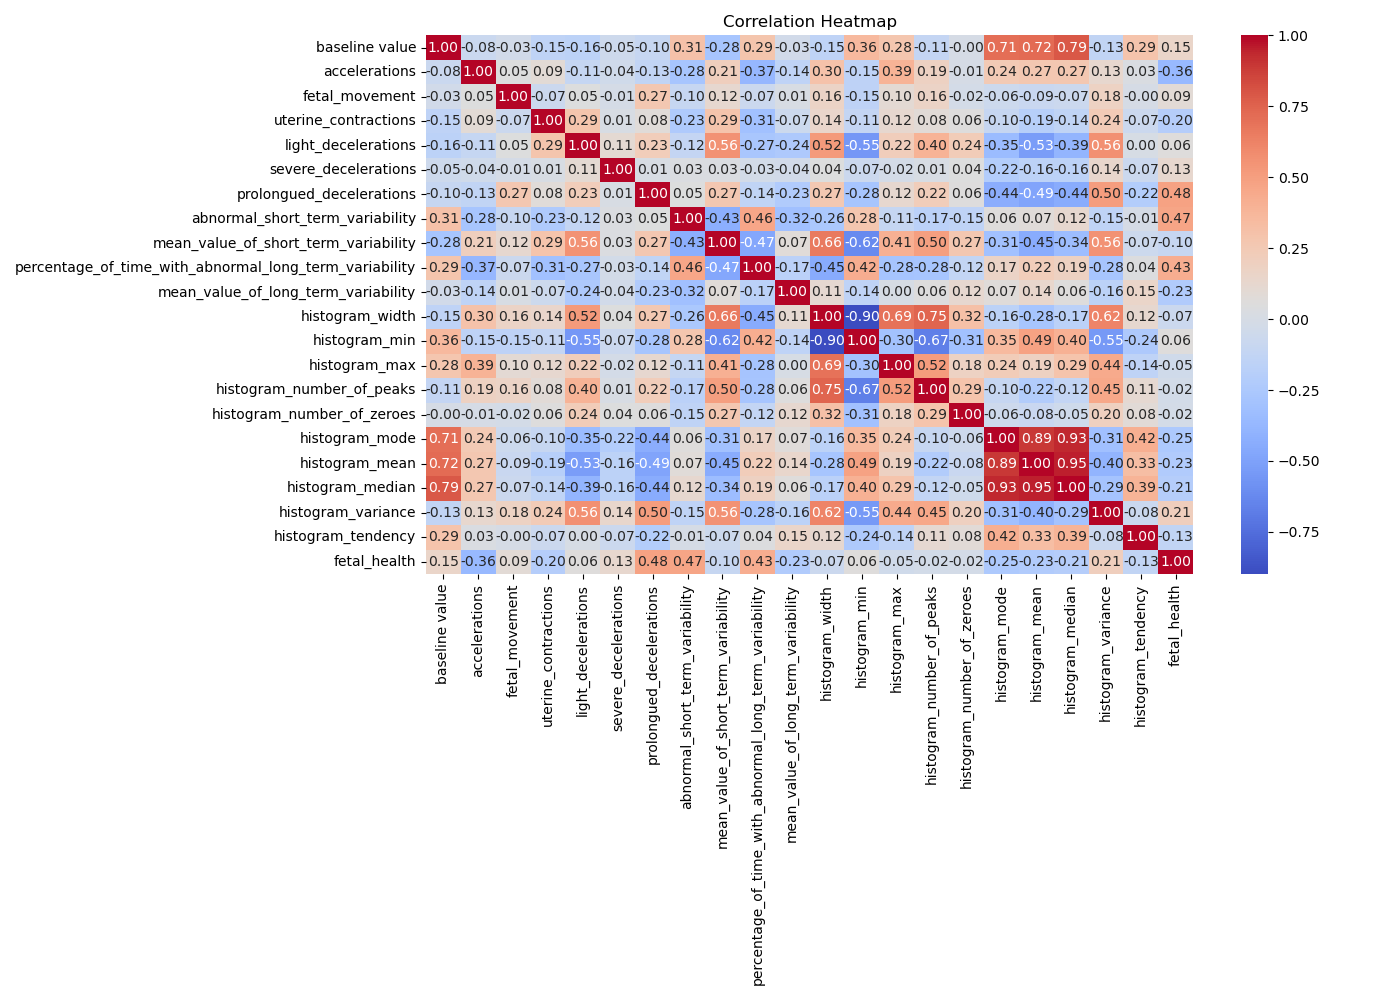 Correlation Heatmap
baseline value 1.00 -0.08 -0.03 -0.15 -0.16 -0.05 -0.10 0.31 -0.28 0.29 -0.03 -0.15 0.36 0.28 -0.11 -0.00 0.71 0.72 0.79 -0.13 0.29 0.15
accelerations -0.08 1.00 0.05 0.09 -0.11 -0.04 -0.13 -0.28 0.21 -0.37 -0.14 0.30 -0.15 0.39 0.19 -0.01 0.24 0.27 0.27 0.13 0.03 -0.36
fetal_movement -0.03 0.05 1.00 -0.07 0.05 -0.01 0.27 -0.10 0.12 -0.07 0.01 0.16 -0.15 0.10 0.16 -0.02 -0.06 -0.09 -0.07 0.18 -0.00 0.09
uterine_contractions -0.15 0.09 -0.07 1.00 0.29 0.01 0.08 -0.23 0.29 -0.31 -0.07 0.14 -0.11 0.12 0.08 0.06 -0.10 -0.19 -0.14 0.24 -0.07 -0.20
light_decelerations -0.16 -0.11 0.05 0.29 1.00 0.11 0.23 -0.12 0.56 -0.27 -0.24 0.52 -0.55 0.22 0.40 0.24 -0.35 -0.53 -0.39 0.56 0.00 0.06
severe_decelerations -0.05 -0.04 -0.01 0.01 0.11 1.00 0.01 0.03 0.03 -0.03 -0.04 0.04 -0.07 -0.02 0.01 0.04 -0.22 -0.16 -0.16 0.14 -0.07 0.13
prolongued_decelerations -0.10 -0.13 0.27 0.08 0.23 0.01 1.00 0.05 0.27 -0.14 -0.23 0.27 -0.28 0.12 0.22 0.06 -0.44 -0.49 -0.44 0.50 -0.22 0.48
abnormal_short_term_variability 0.31 -0.28 -0.10 -0.23 -0.12 0.03 0.05 1.00 -0.43 0.46 -0.32 -0.26 0.28 -0.11 -0.17 -0.15 0.06 0.07 0.12 -0.15 -0.01 0.47
mean_value_of_short_term_variability -0.28 0.21 0.12 0.29 0.56 0.03 0.27 -0.43 1.00 -0.47 0.07 0.66 -0.62 0.41 0.50 0.27 -0.31 -0.45 -0.34 0.56 -0.07 -0.10
percentage_of_time_with_abnormal_long_term_variability 0.29 -0.37 -0.07 -0.31 -0.27 -0.03 -0.14 0.46 -0.47 1.00 -0.17 -0.45 0.42 -0.28 -0.28 -0.12 0.17 0.22 0.19 -0.28 0.04 0.43
mean_value_of_long_term_variability -0.03 -0.14 0.01 -0.07 -0.24 -0.04 -0.23 -0.32 0.07 -0.17 1.00 0.11 -0.14 0.00 0.06 0.12 0.07 0.14 0.06 -0.16 0.15 -0.23
histogram_width -0.15 0.30 0.16 0.14 0.52 0.04 0.27 -0.26 0.66 -0.45 0.11 1.00 -0.90 0.69 0.75 0.32 -0.16 -0.28 -0.17 0.62 0.12 -0.07
histogram_min 0.36 -0.15 -0.15 -0.11 -0.55 -0.07 -0.28 0.28 -0.62 0.42 -0.14 -0.90 1.00 -0.30 -0.67 -0.31 0.35 0.49 0.40 -0.55 -0.24 0.06
histogram_max 0.28 0.39 0.10 0.12 0.22 -0.02 0.12 -0.11 0.41 -0.28 0.00 0.69 -0.30 1.00 0.52 0.18 0.24 0.19 0.29 0.44 -0.14 -0.05
histogram_number_of_peaks -0.11 0.19 0.16 0.08 0.40 0.01 0.22 -0.17 0.50 -0.28 0.06 0.75 -0.67 0.52 1.00 0.29 -0.10 -0.22 -0.12 0.45 0.11 -0.02
histogram_number_of_zeroes -0.00 -0.01 -0.02 0.06 0.24 0.04 0.06 -0.15 0.27 -0.12 0.12 0.32 -0.31 0.18 0.29 1.00 -0.06 -0.08 -0.05 0.20 0.08 -0.02
histogram_mode 0.71 0.24 -0.06 -0.10 -0.35 -0.22 -0.44 0.06 -0.31 0.17 0.07 -0.16 0.35 0.24 -0.10 -0.06 1.00 0.89 0.93 -0.31 0.42 -0.25
histogram_mean 0.72 0.27 -0.09 -0.19 -0.53 -0.16 -0.49 0.07 -0.45 0.22 0.14 -0.28 0.49 0.19 -0.22 -0.08 0.89 1.00 0.95 -0.40 0.33 -0.23
histogram_median 0.79 0.27 -0.07 -0.14 -0.39 -0.16 -0.44 0.12 -0.34 0.19 0.06 -0.17 0.40 0.29 -0.12 -0.05 0.93 0.95 1.00 -0.29 0.39 -0.21
histogram_variance -0.13 0.13 0.18 0.24 0.56 0.14 0.50 -0.15 0.56 -0.28 -0.16 0.62 -0.55 0.44 0.45 0.20 -0.31 -0.40 -0.29 1.00 -0.08 0.21
histogram_tendency 0.29 0.03 -0.00 -0.07 0.00 -0.07 -0.22 -0.01 -0.07 0.04 0.15 0.12 -0.24 -0.14 0.11 0.08 0.42 0.33 0.39 -0.08 1.00 -0.13
fetal_health 0.15 -0.36 0.09 -0.20 0.06 0.13 0.48 0.47 -0.10 0.43 -0.23 -0.07 0.06 -0.05 -0.02 -0.02 -0.25 -0.23 -0.21 0.21 -0.13 1.00
baseline value
accelerations
fetal_movement
uterine_contractions
light_decelerations
severe_decelerations
prolongued_decelerations
abnormal_short_term_variability
mean_value_of_short_term_variability
percentage_of_time_with_abnormal_long_term_variability
mean_value_of_long_term_variability
histogram_width
histogram_min
histogram_max
histogram_number_of_peaks
histogram_number_of_zeroes
histogram_mode
histogram_mean
histogram_median
histogram_variance
histogram_tendency
fetal_health
1.00
0.75
0.50
0.25
0.00
−0.25
−0.50
−0.75